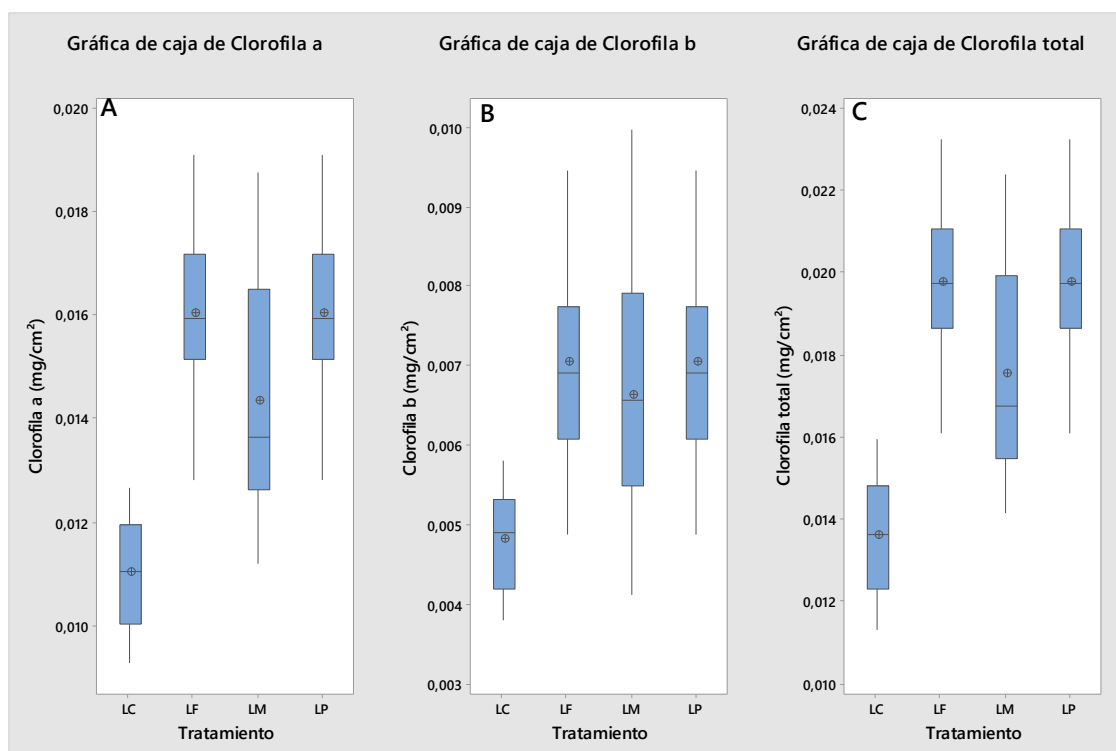 Gráfica de caja de Clorofila a
A
0,020
0,018
0,016
0,014
0,012
0,010
Clorofila a (mg/cm²)
LC LF LM LP
Tratamiento
Gráfica de caja de Clorofila b
B
0,010
0,009
0,008
0,007
0,006
0,005
0,004
0,003
Clorofila b (mg/cm²)
LC LF LM LP
Tratamiento
Gráfica de caja de Clorofila total
C
0,024
0,022
0,020
0,018
0,016
0,014
0,012
0,010
Clorofila total (mg/cm²)
LC LF LM LP
Tratamiento